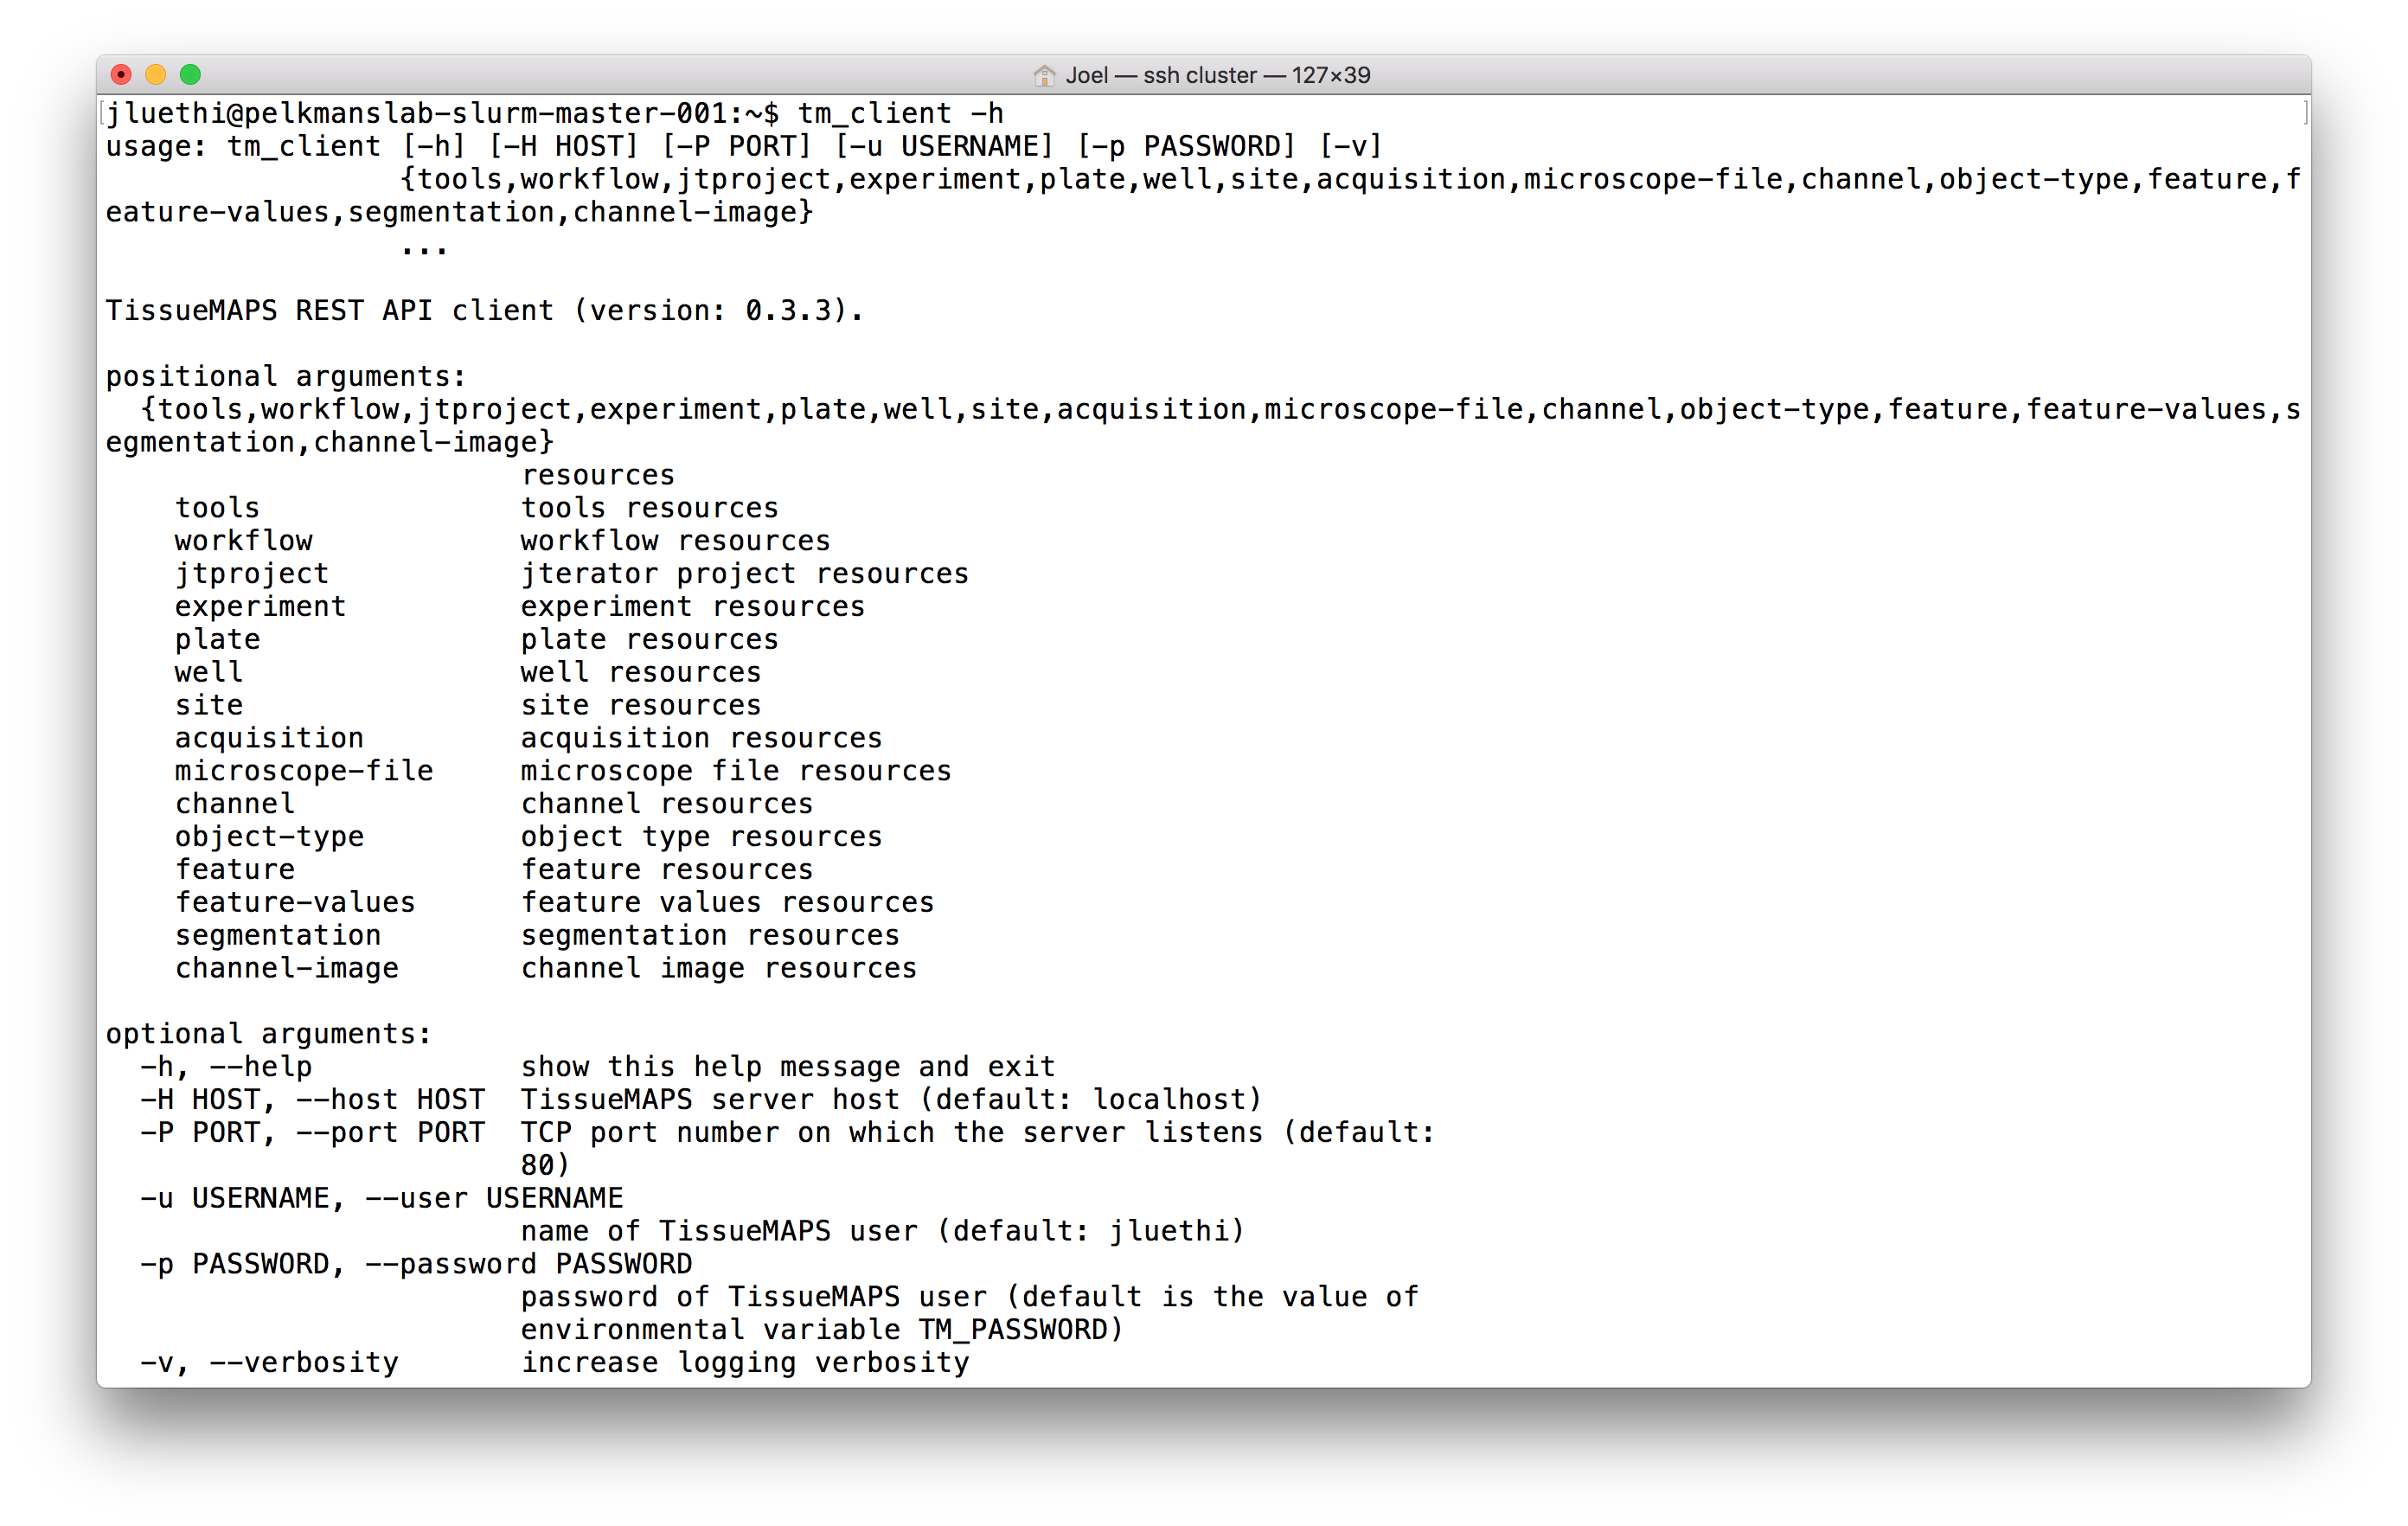 Joel — ssh cluster — 127×39
[jluethi@pelkmanslab-slurm-master-001:~$ tm_client -h ]
usage: tm_client [-h] [-H HOST] [-P PORT] [-u USERNAME] [-p PASSWORD] [-v]
                 {tools,workflow,jtproject,experiment,plate,well,site,acquisition,microscope-file,channel,object-type,feature,f
eature-values,segmentation,channel-image}
                 ...

TissueMAPS REST API client (version: 0.3.3).

positional arguments:
  {tools,workflow,jtproject,experiment,plate,well,site,acquisition,microscope-file,channel,object-type,feature,feature-values,s
egmentation,channel-image}
                        resources
    tools               tools resources
    workflow            workflow resources
    jtproject           jterator project resources
    experiment          experiment resources
    plate               plate resources
    well                well resources
    site                site resources
    acquisition         acquisition resources
    microscope-file     microscope file resources
    channel             channel resources
    object-type         object type resources
    feature             feature resources
    feature-values      feature values resources
    segmentation        segmentation resources
    channel-image       channel image resources

optional arguments:
  -h, --help            show this help message and exit
  -H HOST, --host HOST  TissueMAPS server host (default: localhost)
  -P PORT, --port PORT  TCP port number on which the server listens (default:
                        80)
  -u USERNAME, --user USERNAME
                        name of TissueMAPS user (default: jluethi)
  -p PASSWORD, --password PASSWORD
                        password of TissueMAPS user (default is the value of
                        environmental variable TM_PASSWORD)
  -v, --verbosity       increase logging verbosity